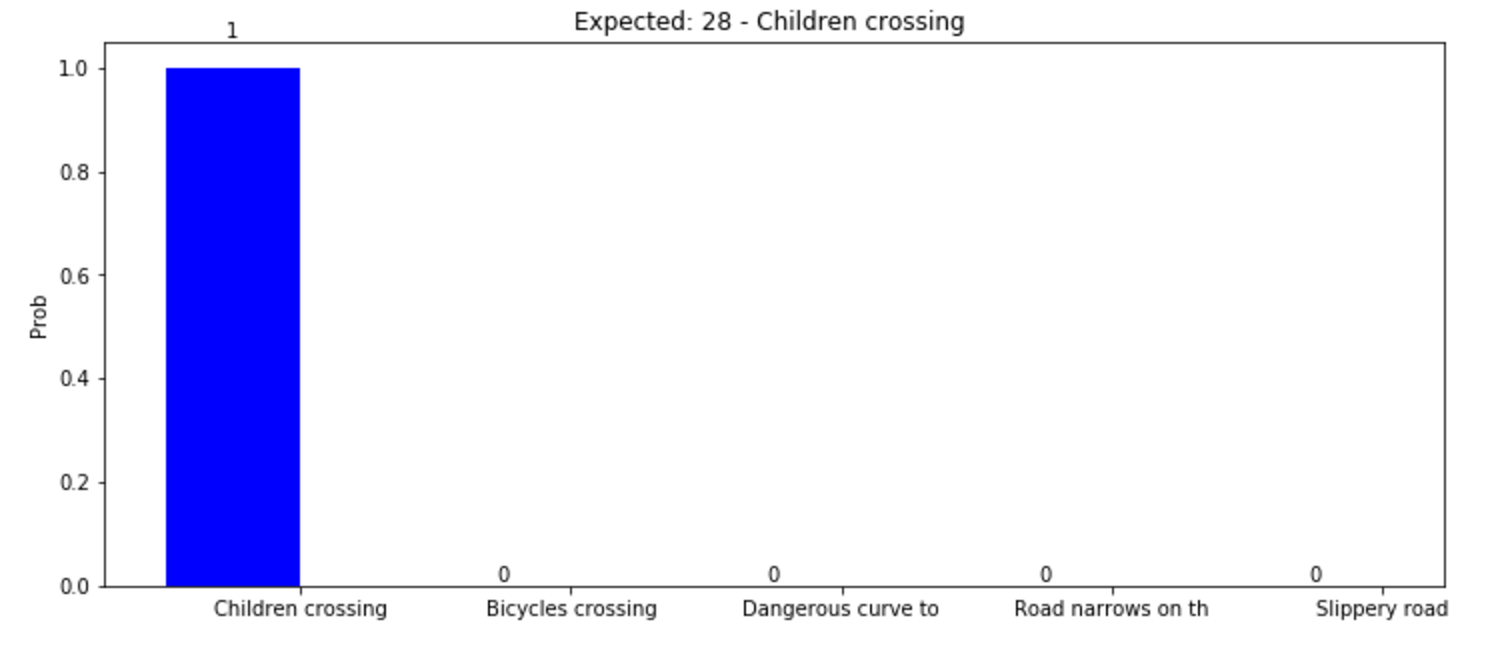 Expected: 28 - Children crossing
1
1.0
0.8
0.6
0.4
0.2
0.0
Prob
0 0 0 0
Children crossing Bicycles crossing Dangerous curve to Road narrows on th Slippery road